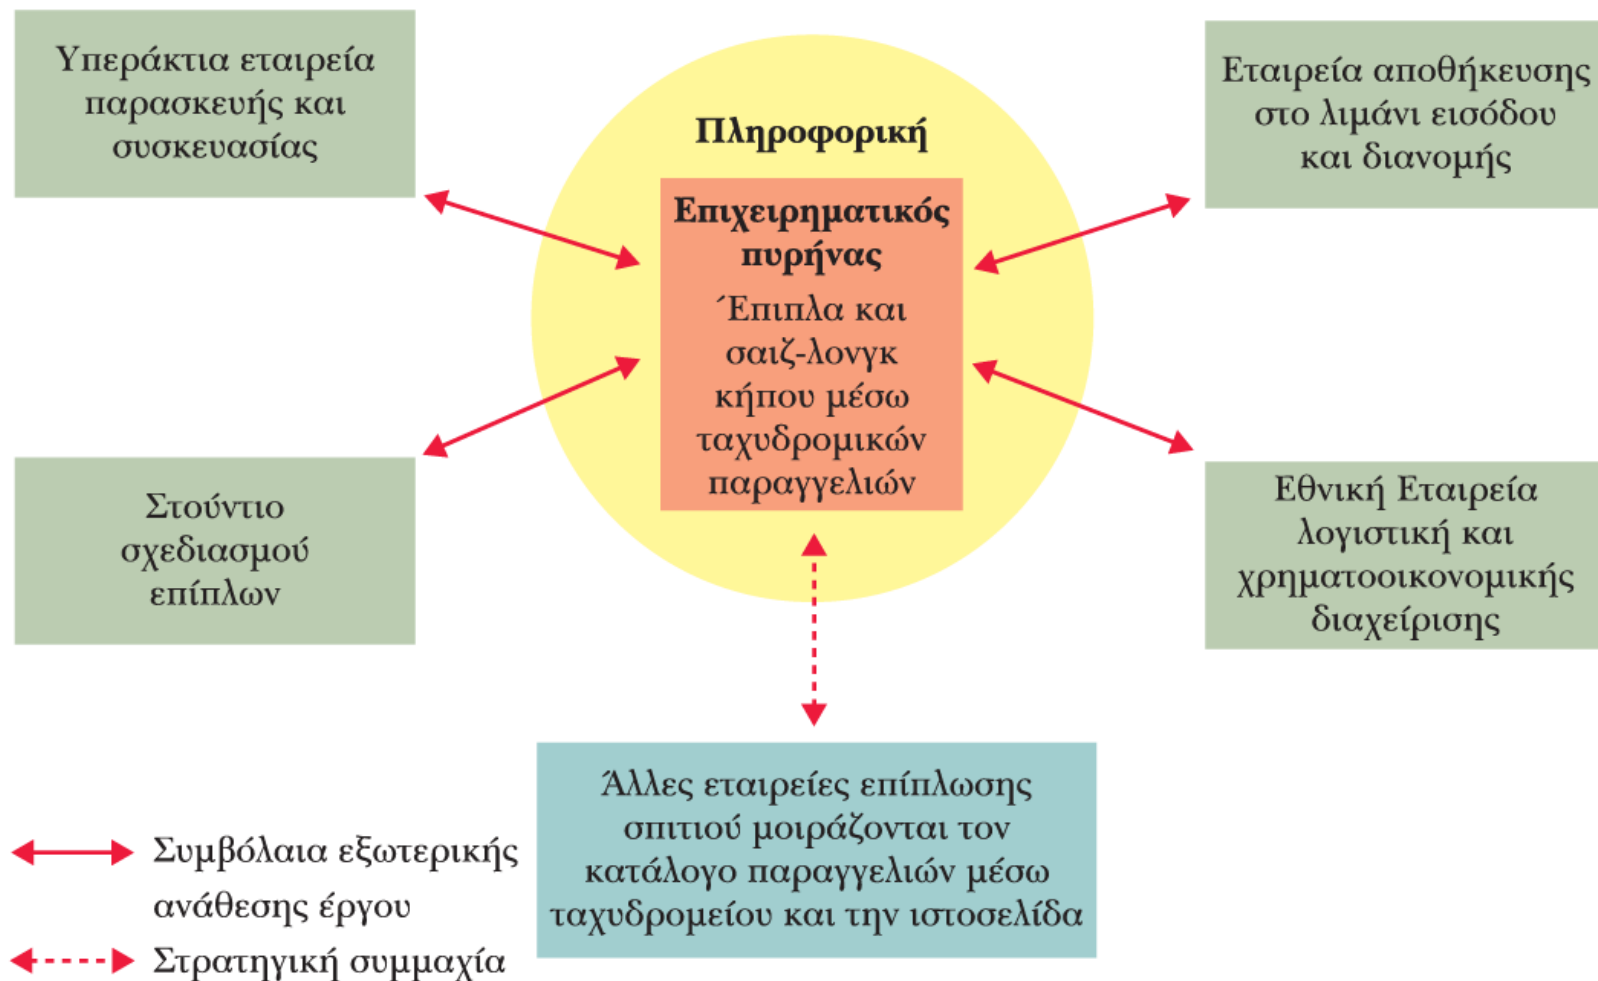 Υπεράκτια εταιρεία
παρασκευής και
συσκευασίας
Πληροφορική
Εταιρεία αποθήκευσης
στο λιμάνι εισόδου
και διανομής
Επιχειρηματικός
πυρήνας
Έπιπλα και
σαιζ-λονγκ
κήπου μέσω
ταχυδρομικών
παραγγελιών
Στούντιο
σχεδιασμού
επίπλων
Εθνική Εταιρεία
λογιστική και
χρηματοοικονομικής
διαχείρισης
Άλλες εταιρείες επίπλωσης
σπιτιού μοιράζονται τον
κατάλογο παραγγελιών μέσω
ταχυδρομείου και την ιστοσελίδα
Συμβόλαια εξωτερικής
ανάθεσης έργου
Στρατηγική συμμαχία